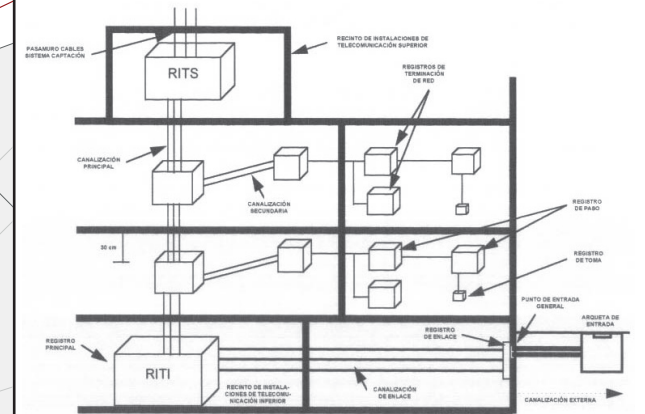 PASAMURO CABLES
SISTEMA CAPTACIÓN
RITS
RECINTO DE INSTALACIONES DE
TELECOMUNICACIÓN SUPERIOR
REGISTROS DE
TERMINACIÓN
DE RED
CANALIZACIÓN
PRINCIPAL
CANALIZACIÓN
SECUNDARIA
REGISTRO
DE PASO
30 cm
REGISTRO
DE TOMA
PUNTO DE ENTRADA
GENERAL
ARQUETA DE
ENTRADA
REGISTRO
DE ENLACE
REGISTRO
PRINCIPAL
RITI
RECINTO DE INSTALA-
CIONES DE TELECOMU-
NICACIÓN INFERIOR
CANALIZACIÓN
DE ENLACE
CANALIZACIÓN EXTERNA